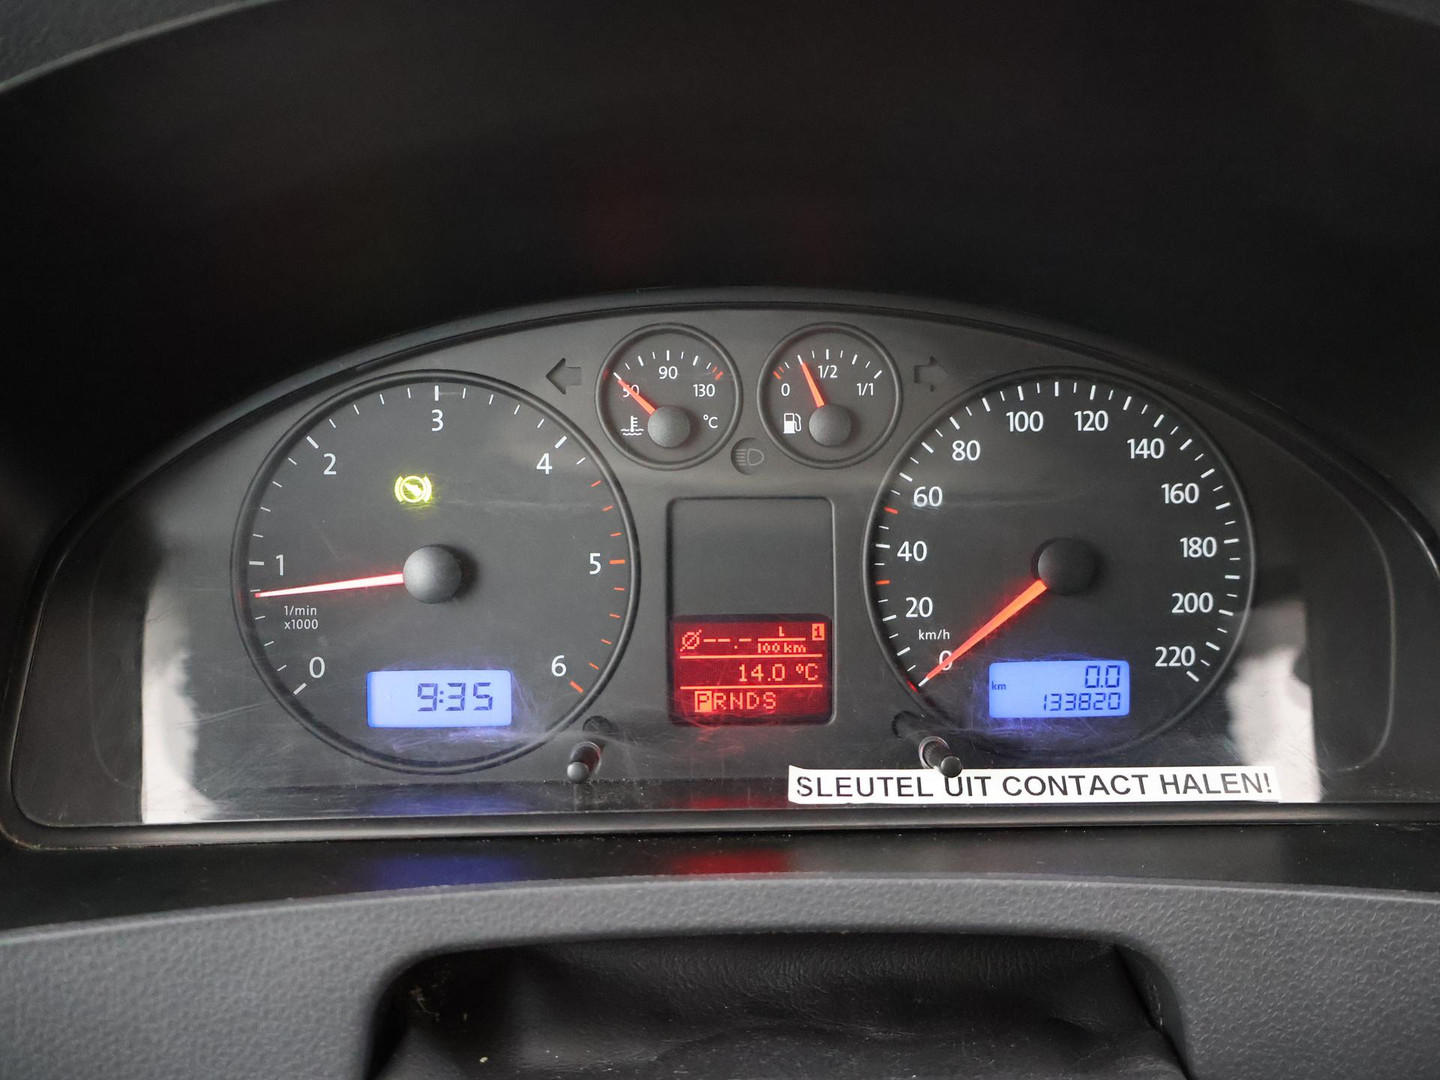 50 90 130 °C
0 1/2 1/1
0 1 2 3 4 5 6
1/min
x1000
9:35
--.- L
100 km
1
14.0 °C
PRNDS
0 20 40 60 80 100 120 140 160 180 200 220
km/h
km 0.0
133820
SLEUTEL UIT CONTACT HALEN!